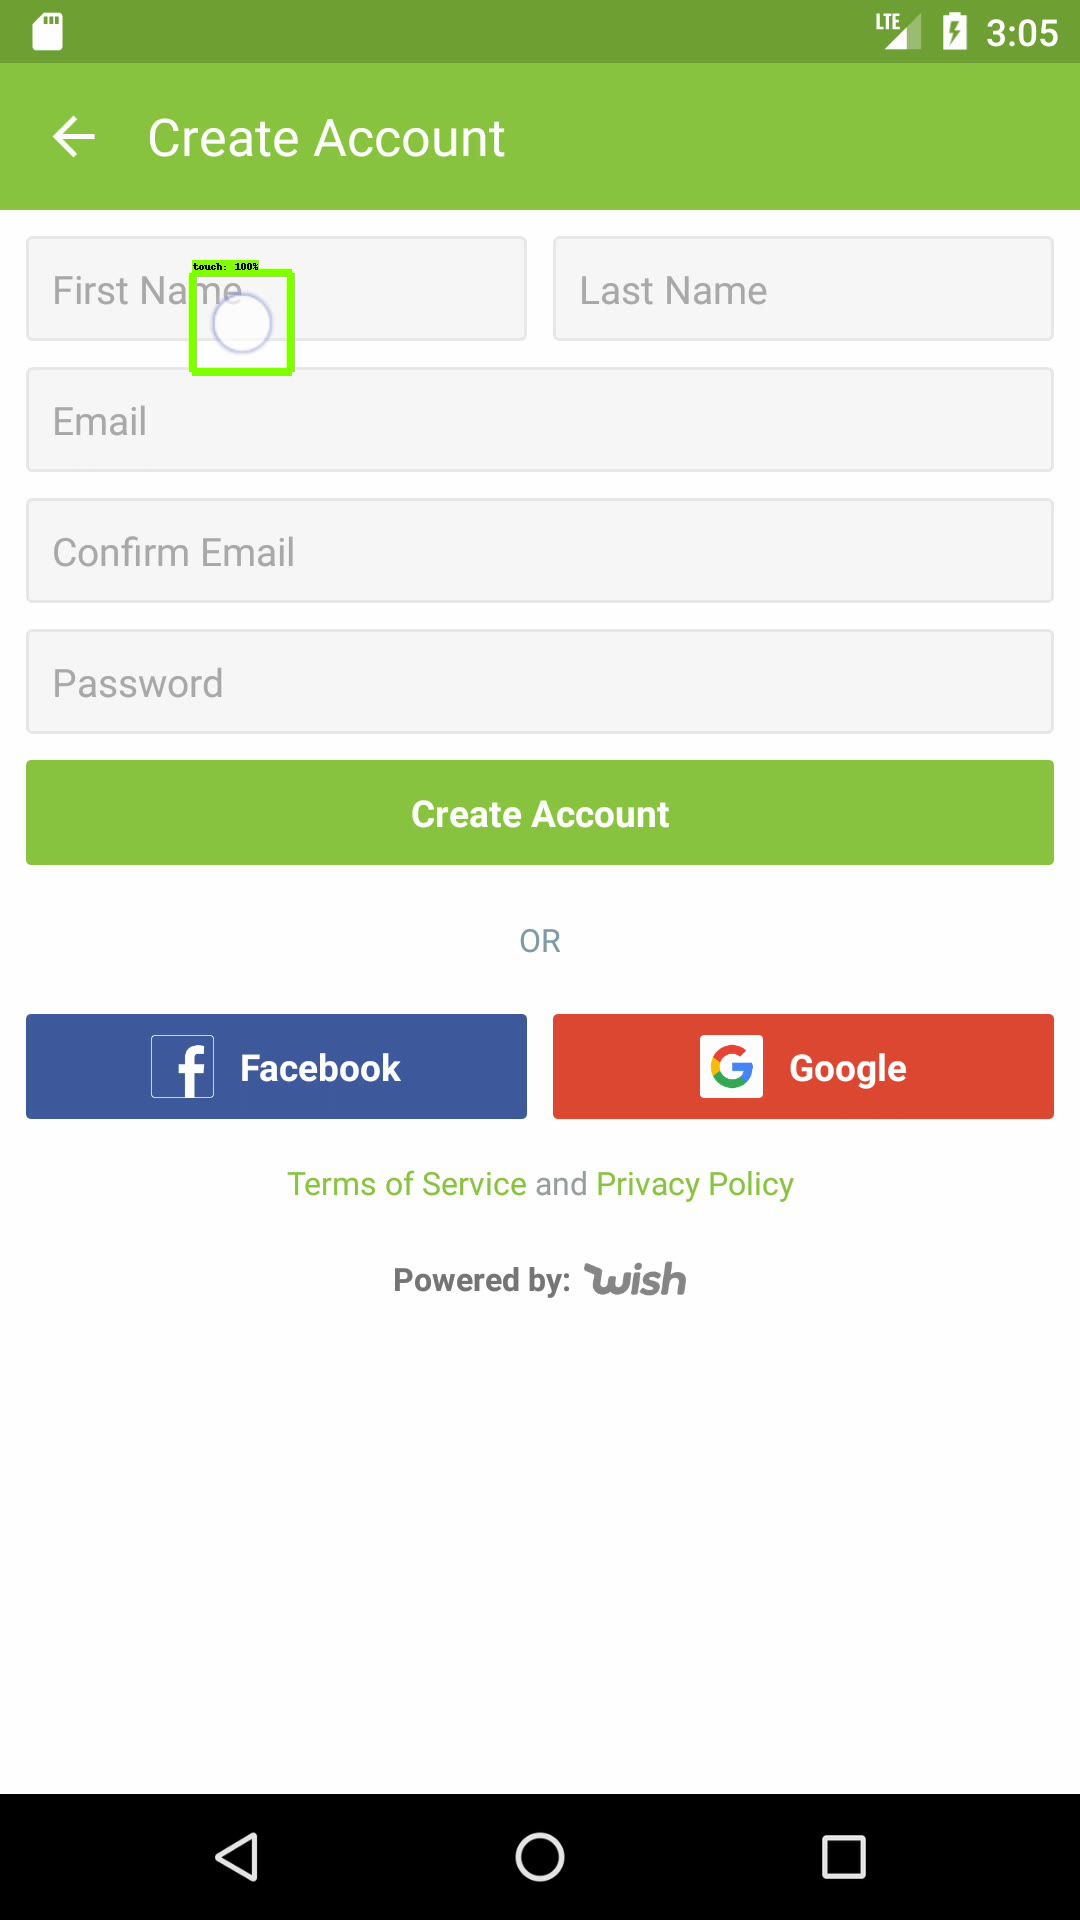 LTE 3:05
Create Account
First Name Last Name
touch: 100%
Email
Confirm Email
Password
Create Account
OR
Facebook Google
Terms of Service and Privacy Policy
Powered by: wish